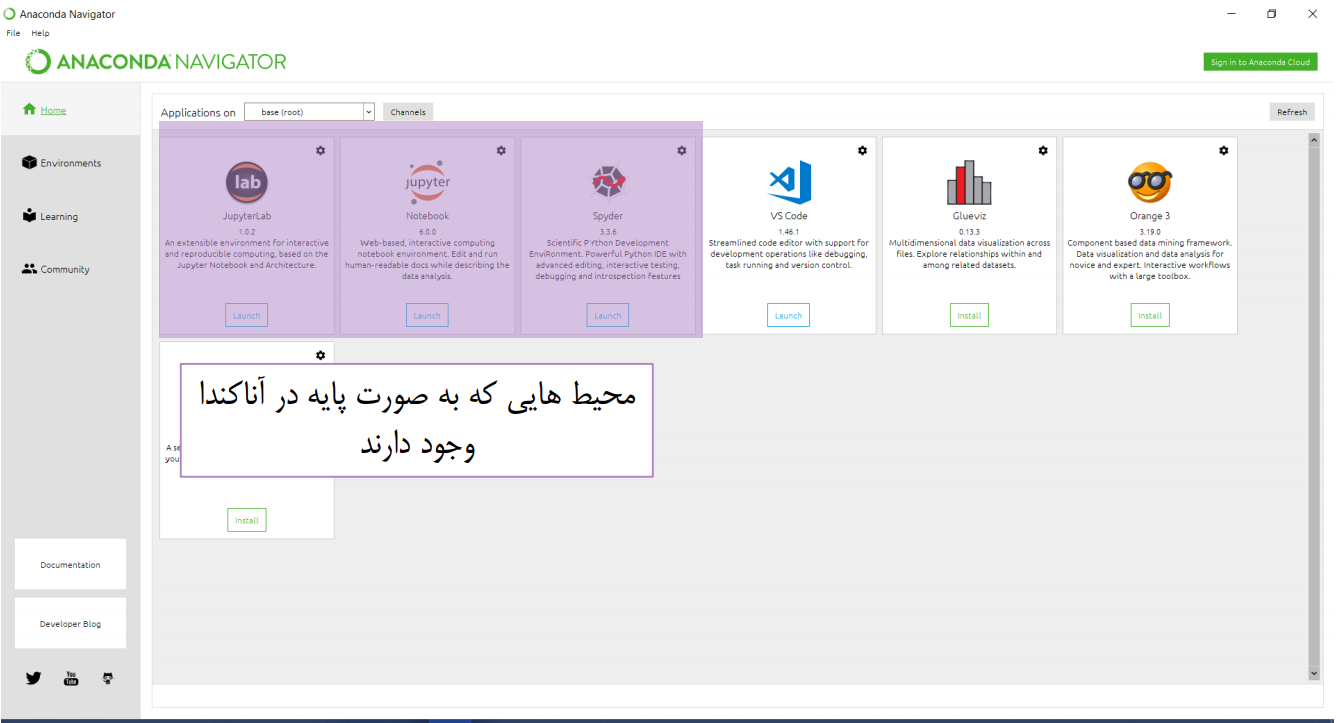 Anaconda Navigator
File Help
ANACONDA NAVIGATOR
Sign in to Anaconda Cloud
Home
Environments
Learning
Community
Documentation
Developer Blog
You
Tube
Applications on base (root) Channels
Refresh
lab
JupyterLab
1.0.2
An extensible environment for interactive
and reproducible computing, based on the
Jupyter Notebook and Architecture.
Launch
jupyter
Notebook
6.0.0
Web-based, interactive computing
notebook environment. Edit and run
human-readable docs while describing the
data analysis.
Launch
Spyder
3.3.6
Scientific PYthon Development
EnviRonment. Powerful Python IDE with
advanced editing, interactive testing,
debugging and introspection features
Launch
VS Code
1.46.1
Streamlined code editor with support for
development operations like debugging,
task running and version control.
Launch
Glueviz
0.13.3
Multidimensional data visualization across
files. Explore relationships within and
among related datasets.
Install
Orange 3
3.19.0
Component based data mining framework.
Data visualization and data analysis for
novice and expert. Interactive workflows
with a large toolbox.
Install
محیط هایی که به صورت پایه در آناکندا
وجود دارند
Install